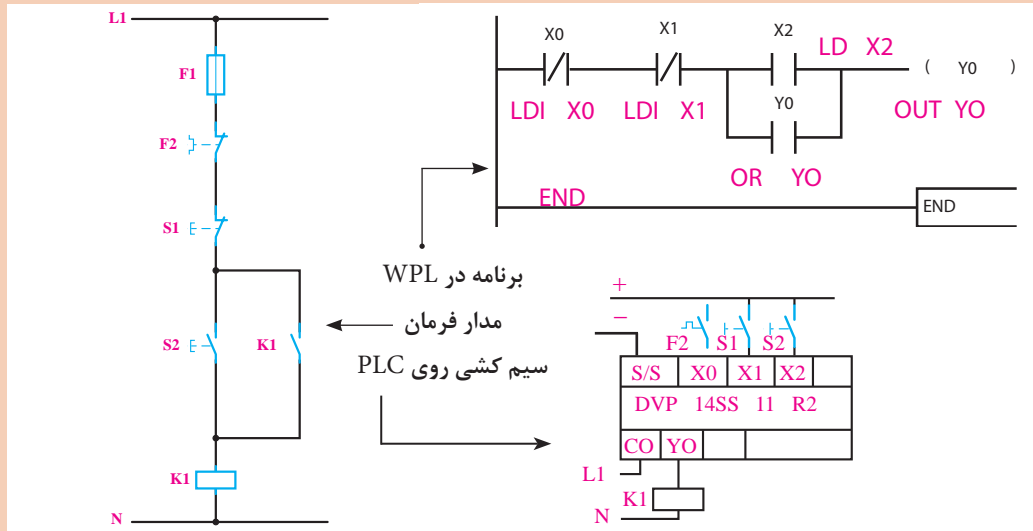 L1
F1
F2
S1
S2 K1
K1
N
X0 X1 X2 LD X2
( Y0 )
LDI X0 LDI X1 Y0 OUT YO
OR YO
END END
برنامه در WPL
مدار فرمان
سیم کشی روی PLC
+
−
F2 S1 S2
S/S X0 X1 X2
DVP 14SS 11 R2
CO YO
L1
K1
N